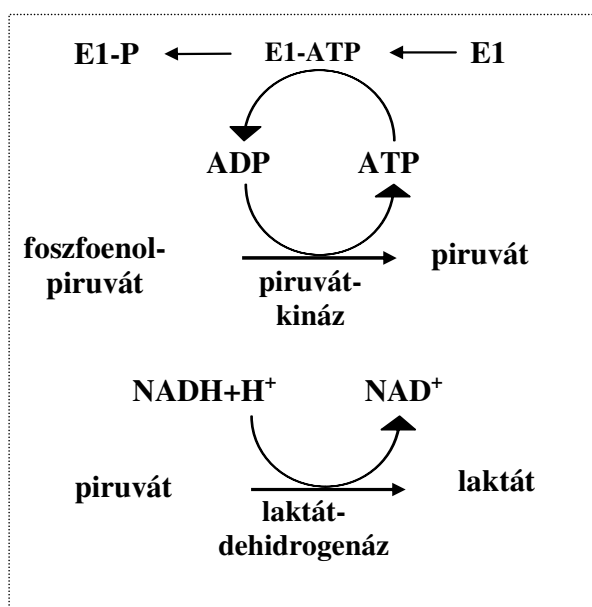 E1-P E1-ATP E1
ADP ATP
foszfoenol-
piruvát
piruvát
piruvát-
kináz
NADH+H⁺ NAD⁺
piruvát
laktát
laktát-
dehidrogenáz